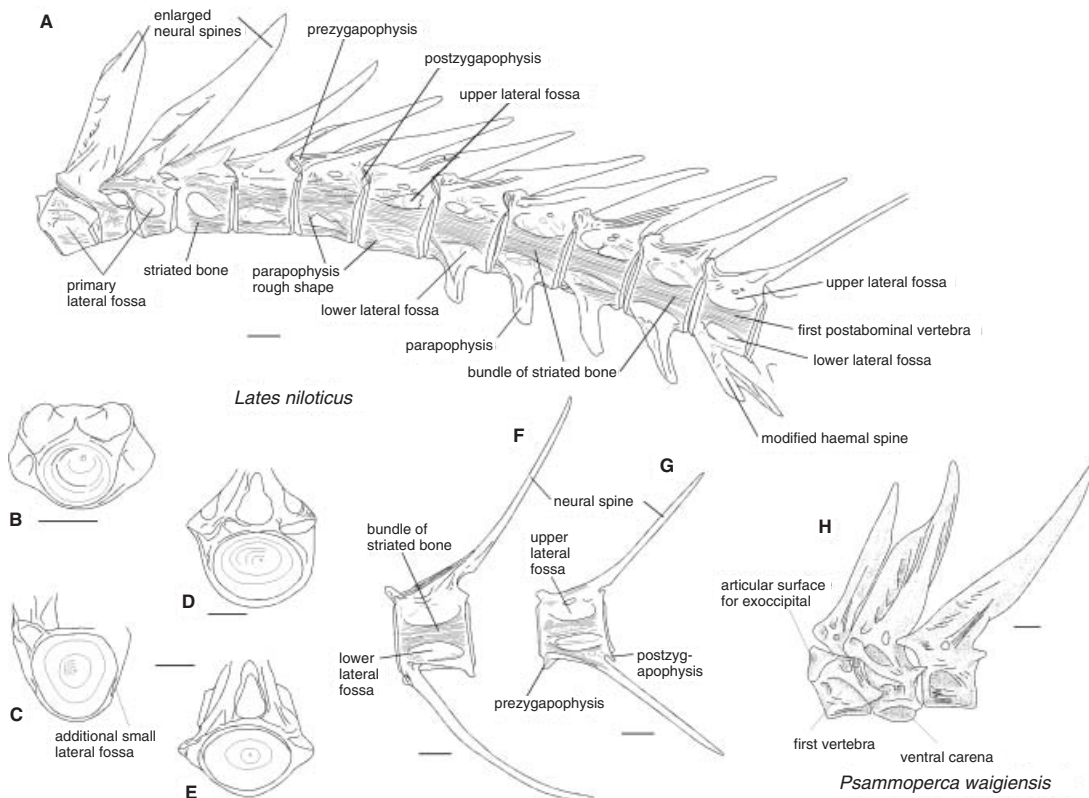 A
enlarged
neural spines
prezygapophysis
postzygapophysis
upper lateral fossa
primary
lateral fossa
striated bone
parapophysis
rough shape
lower lateral fossa
parapophysis
bundle of striated bone
upper lateral fossa
first postabominal vertebra
lower lateral fossa
modified haemal spine
Lates niloticus
B
C
additional small
lateral fossa
D
E
F
neural spine
bundle of
striated bone
lower
lateral
fossa
G
upper
lateral
fossa
postzyg-
apophysis
prezygapophysis
H
articular surface
for exoccipital
first vertebra
ventral carena
Psammoperca waigiensis